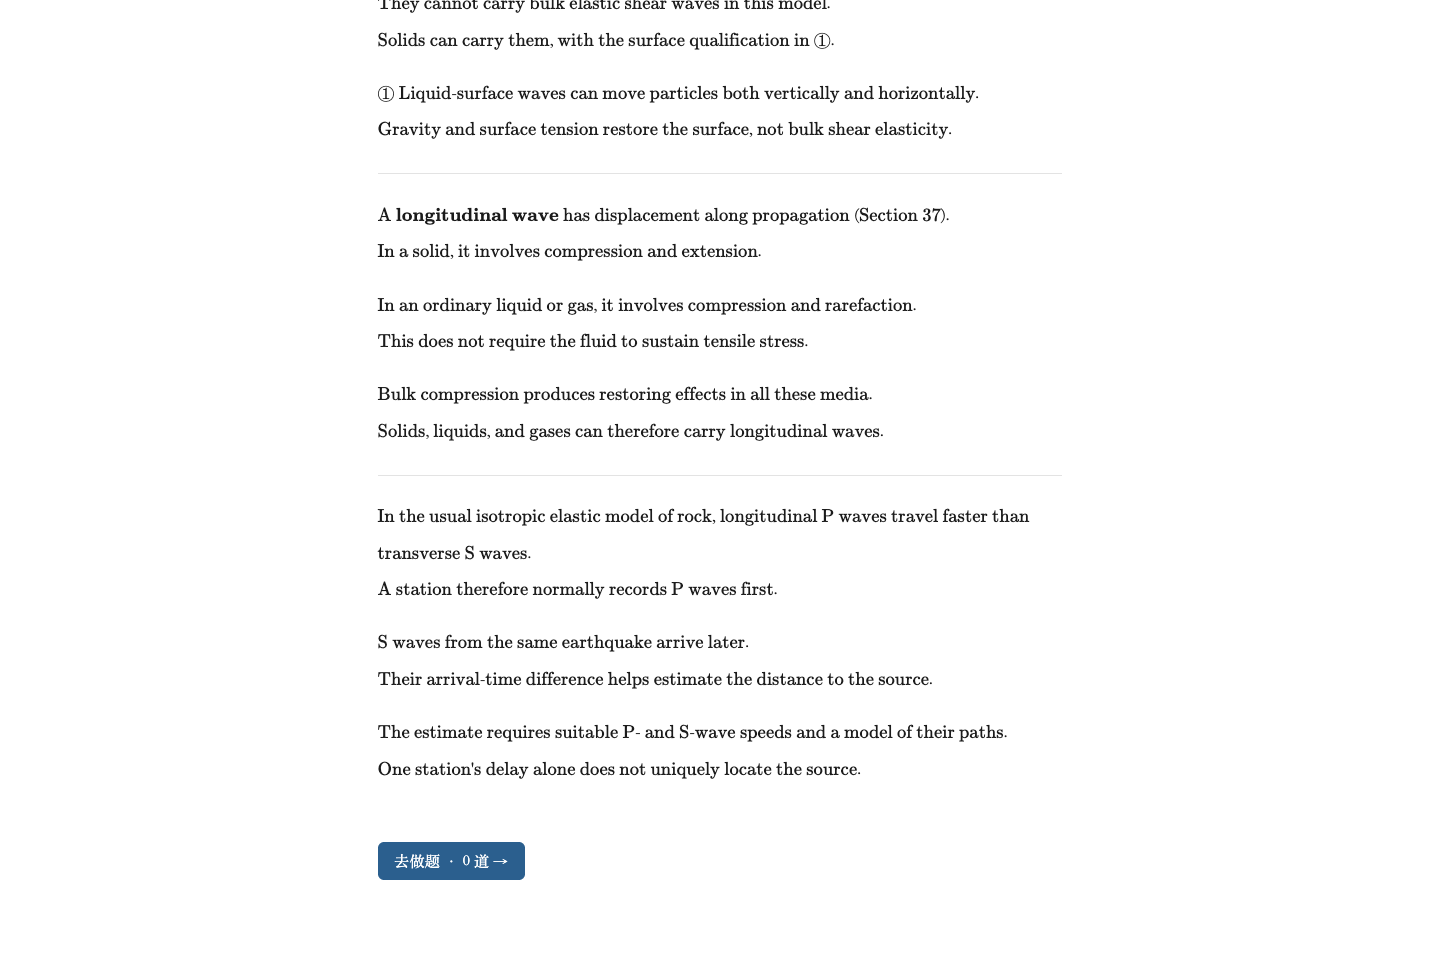 They cannot carry bulk elastic shear waves in this model.
Solids can carry them, with the surface qualification in ①.
① Liquid-surface waves can move particles both vertically and horizontally.
Gravity and surface tension restore the surface, not bulk shear elasticity.
A longitudinal wave has displacement along propagation (Section 37).
In a solid, it involves compression and extension.
In an ordinary liquid or gas, it involves compression and rarefaction.
This does not require the fluid to sustain tensile stress.
Bulk compression produces restoring effects in all these media.
Solids, liquids, and gases can therefore carry longitudinal waves.
In the usual isotropic elastic model of rock, longitudinal P waves travel faster than
transverse S waves.
A station therefore normally records P waves first.
S waves from the same earthquake arrive later.
Their arrival-time difference helps estimate the distance to the source.
The estimate requires suitable P- and S-wave speeds and a model of their paths.
One station's delay alone does not uniquely locate the source.
去做题 · 0 道 →